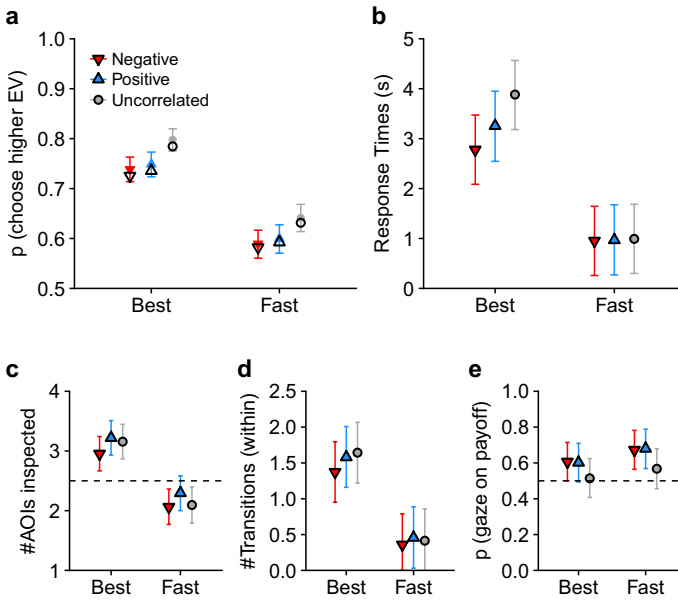 a
p (choose higher EV)
1.0
0.9
0.8
0.7
0.6
0.5
Negative
Positive
Uncorrelated
Best
Fast
b
Response Times (s)
5
4
3
2
1
0
Best
Fast
c
#AOIs inspected
4
3
2
1
Best
Fast
d
#Transitions (within)
2.5
2.0
1.5
1.0
0.5
0.0
Best
Fast
e
p (gaze on payoff)
1.0
0.8
0.6
0.4
0.2
0.0
Best
Fast